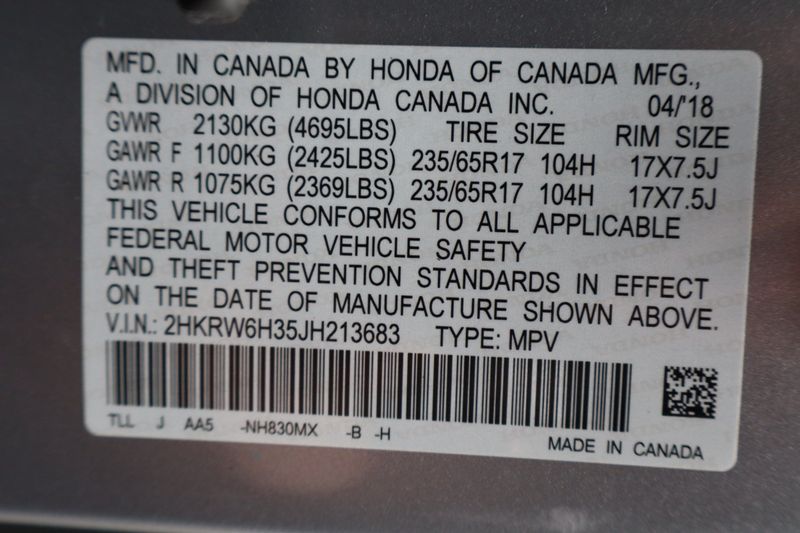 MFD. IN CANADA BY HONDA OF CANADA MFG.,
A DIVISION OF HONDA CANADA INC. 04/'18
GVWR 2130KG (4695LBS) TIRE SIZE RIM SIZE
GAWR F 1100KG (2425LBS) 235/65R17 104H 17X7.5J
GAWR R 1075KG (2369LBS) 235/65R17 104H 17X7.5J
THIS VEHICLE CONFORMS TO ALL APPLICABLE
FEDERAL MOTOR VEHICLE SAFETY
AND THEFT PREVENTION STANDARDS IN EFFECT
ON THE DATE OF MANUFACTURE SHOWN ABOVE.
V.I.N.: 2HKRW6H35JH213683 TYPE: MPV
TLL J AA5 -NH830MX -B -H
MADE IN CANADA